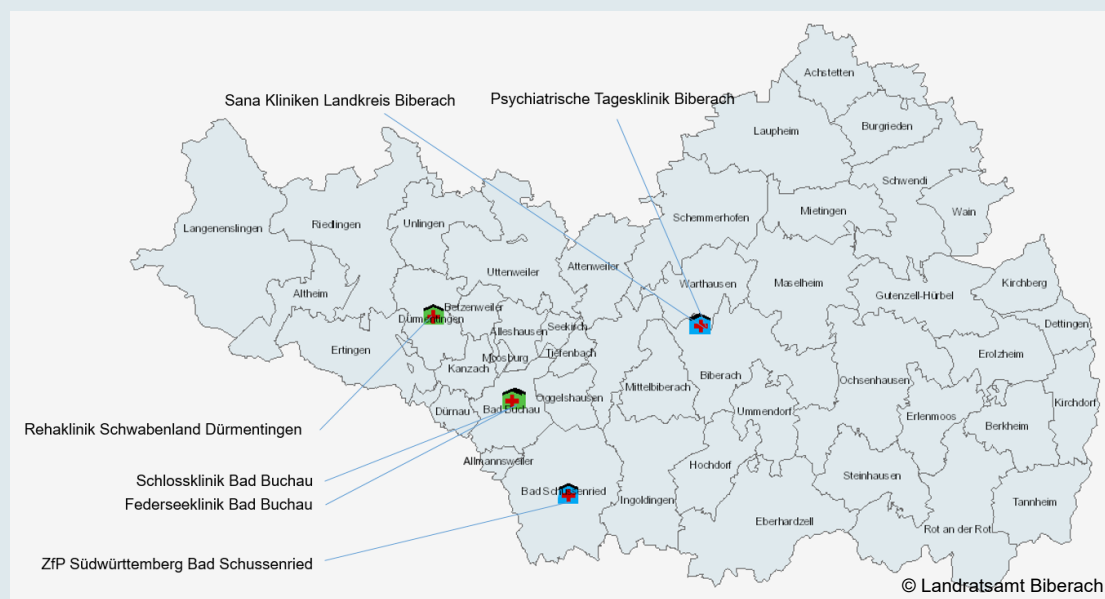 Achstetten
Sana Kliniken Landkreis Biberach
Psychiatrische Tagesklinik Biberach
Laupheim
Burgrieden
Schwendi
Wain
Mietingen
Schemmerhofen
Langenenslingen
Riedlingen
Unlingen
Attenweiler
Uttenweiler
Warthausen
Maselheim
Gutenzell-Hürbel
Kirchberg
Altheim
Betzenweiler
Dürmentingen
Dettingen
Seekirch
Alleshausen
Ertingen
Tiefenbach
Moosburg
Erolzheim
Kanzach
Biberach
Ochsenhausen
Mittelbiberach
Oggelshausen
Kirchdorf
Dürnau
Bad Buchau
Ummendorf
Erlenmoos
Berkheim
Rehaklinik Schwabenland Dürmentingen
Allmannsweiler
Hochdorf
Steinhausen
Schlossklinik Bad Buchau
Federseeklinik Bad Buchau
Bad Schussenried
Ingoldingen
Tannheim
Eberhardzell
Rot an der Rot
ZfP Südwürttemberg Bad Schussenried
© Landratsamt Biberach